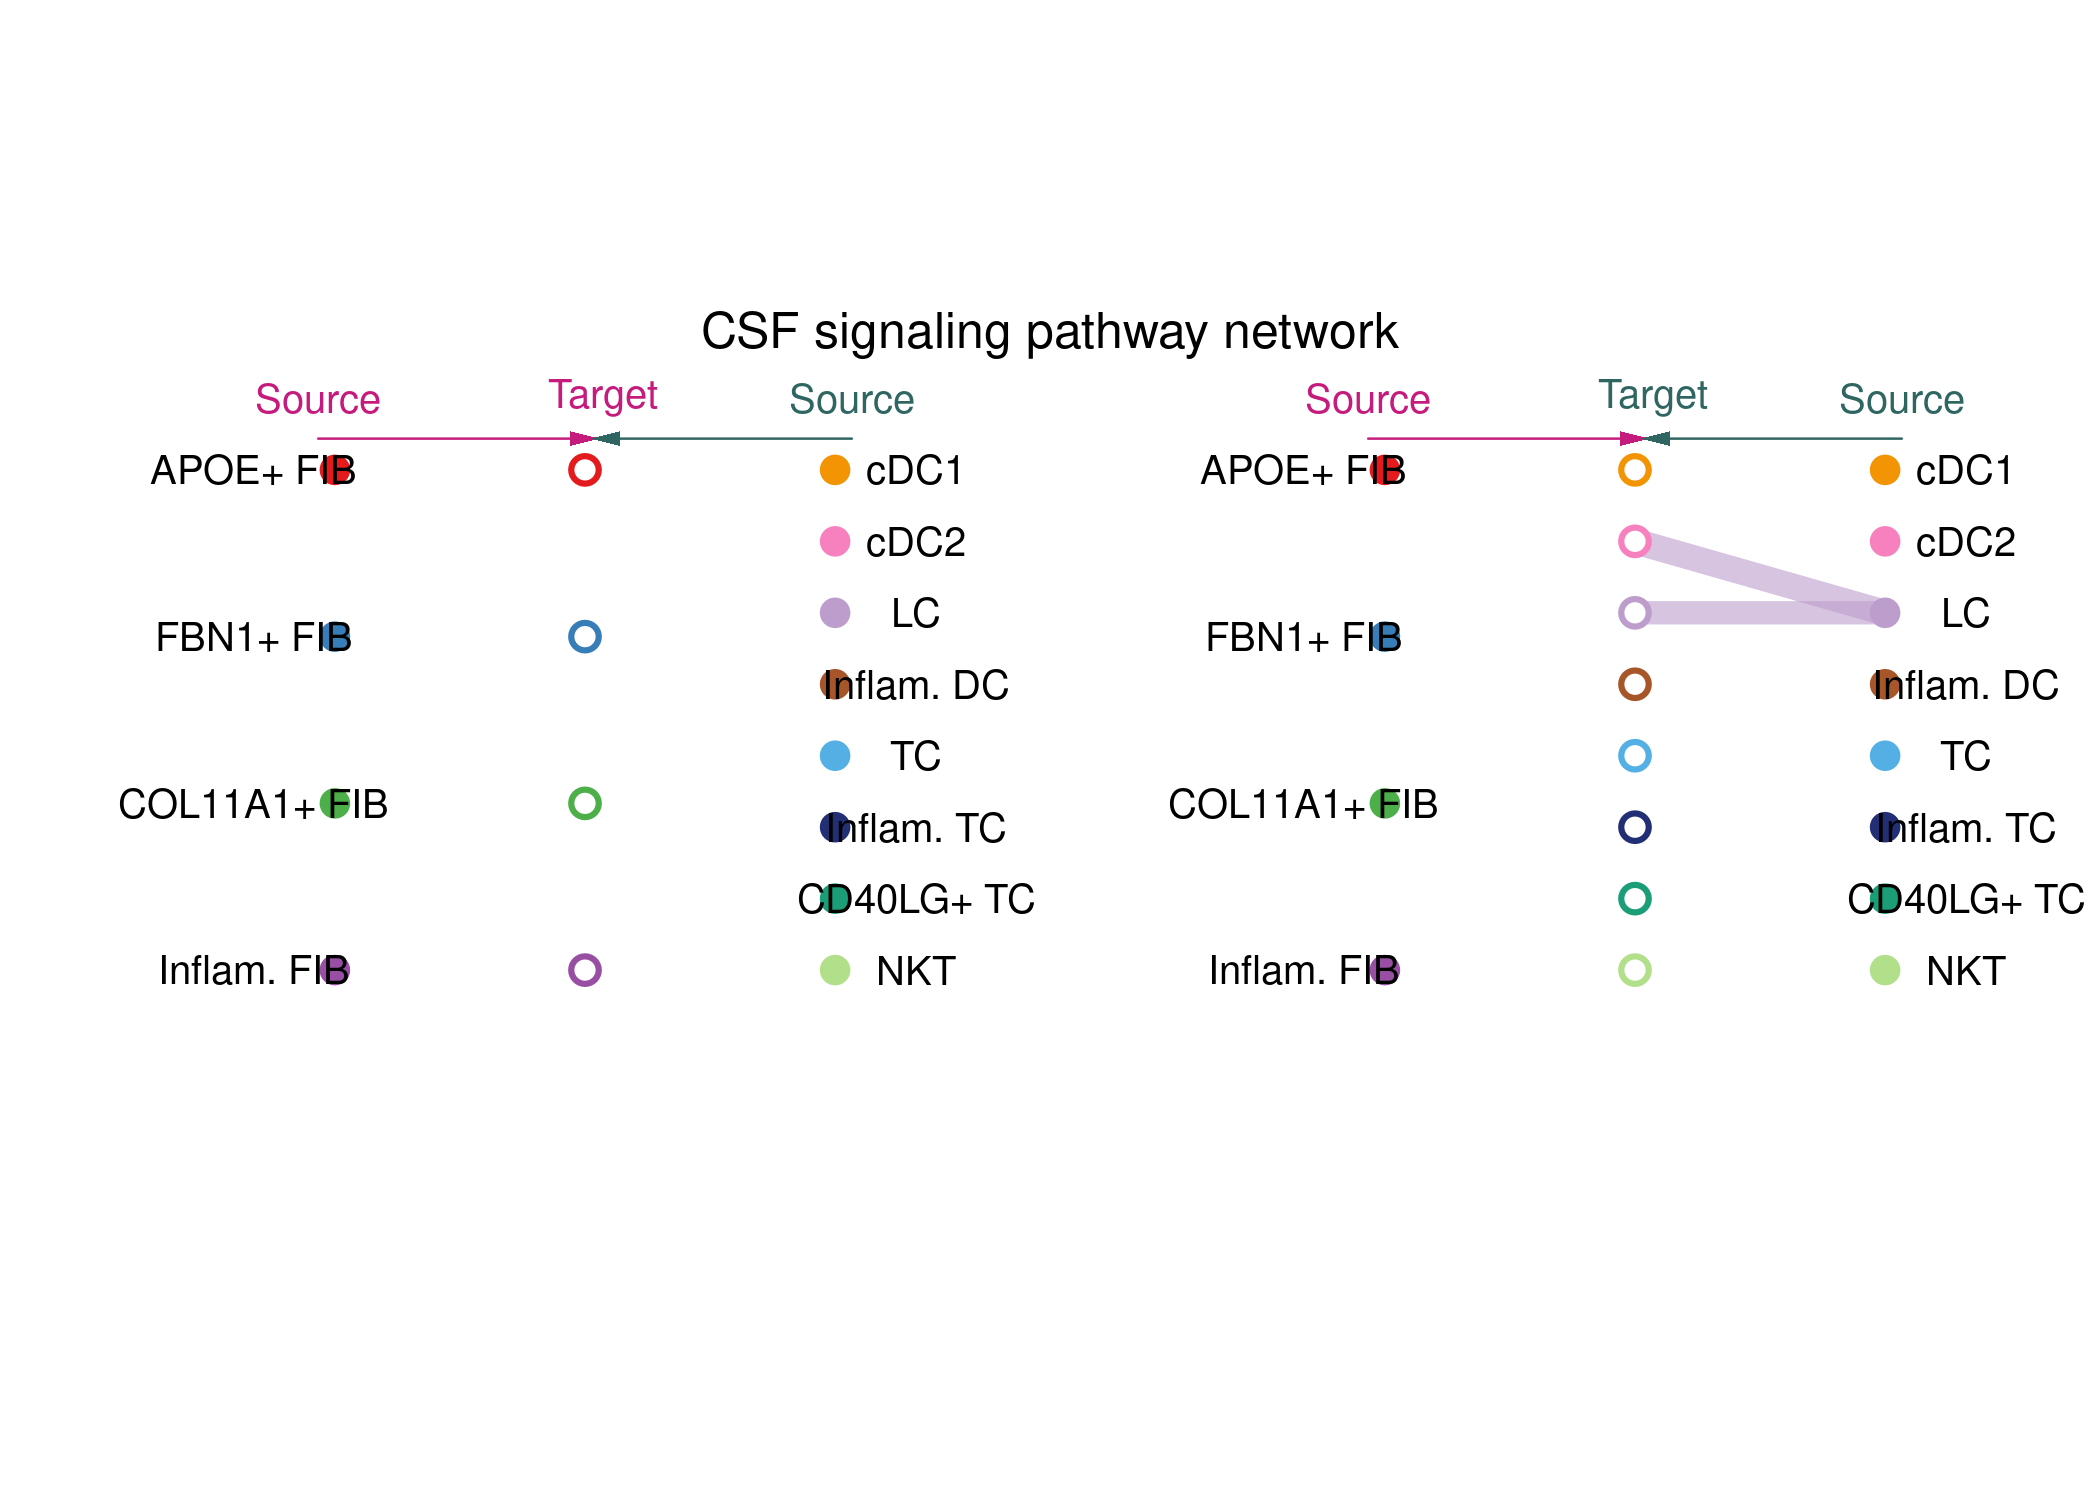 CSF signaling pathway network
Source Target Source Source Target Source
APOE+ FIB cDC1 APOE+ FIB cDC1
cDC2 cDC2
LC LC
FBN1+ FIB FBN1+ FIB
Inflam. DC Inflam. DC
TC TC
COL11A1+ FIB COL11A1+ FIB
Inflam. TC Inflam. TC
CD40LG+ TC CD40LG+ TC
Inflam. FIB NKT Inflam. FIB NKT